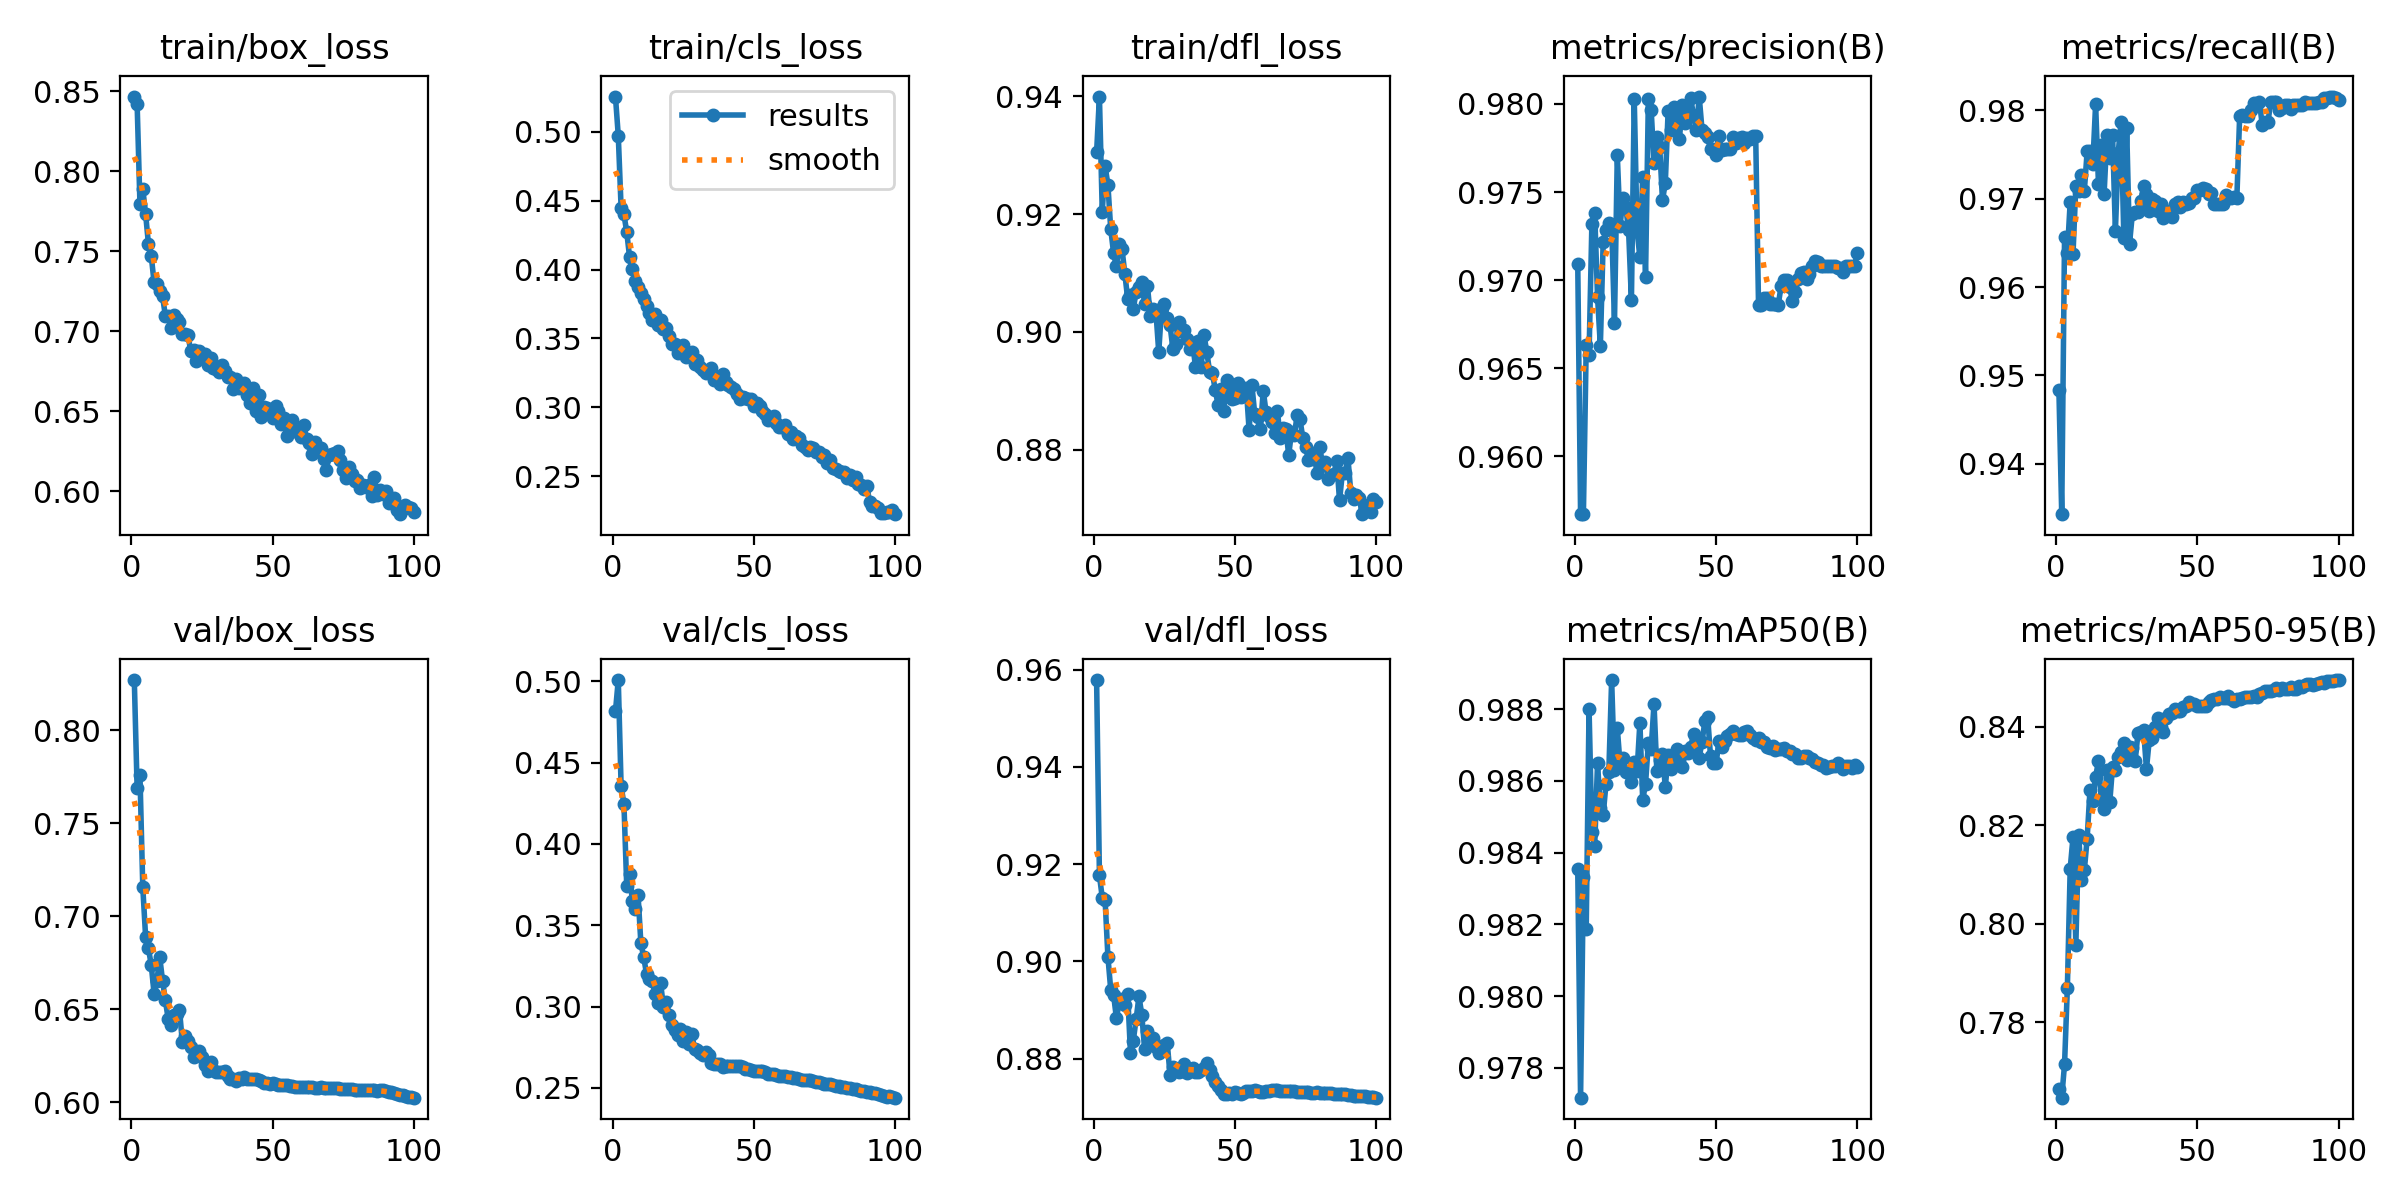 train/box_loss
0.85
0.80
0.75
0.70
0.65
0.60
0 50 100
train/cls_loss
results
smooth
0.50
0.45
0.40
0.35
0.30
0.25
0 50 100
train/dfl_loss
0.94
0.92
0.90
0.88
0 50 100
metrics/precision(B)
0.980
0.975
0.970
0.965
0.960
0 50 100
metrics/recall(B)
0.98
0.97
0.96
0.95
0.94
0 50 100
val/box_loss
0.80
0.75
0.70
0.65
0.60
0 50 100
val/cls_loss
0.50
0.45
0.40
0.35
0.30
0.25
0 50 100
val/dfl_loss
0.96
0.94
0.92
0.90
0.88
0 50 100
metrics/mAP50(B)
0.988
0.986
0.984
0.982
0.980
0.978
0 50 100
metrics/mAP50-95(B)
0.84
0.82
0.80
0.78
0 50 100